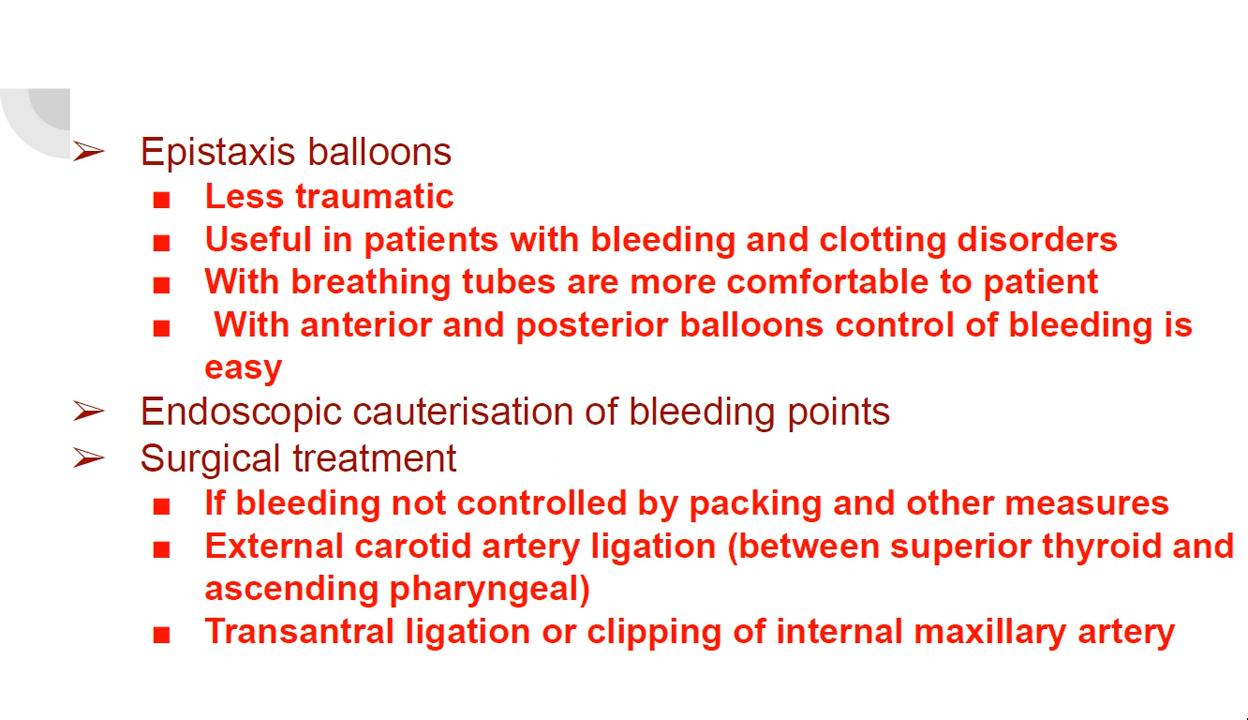 ➢ Epistaxis balloons
■ Less traumatic
■ Useful in patients with bleeding and clotting disorders
■ With breathing tubes are more comfortable to patient
■ With anterior and posterior balloons control of bleeding is
easy
➢ Endoscopic cauterisation of bleeding points
➢ Surgical treatment
■ If bleeding not controlled by packing and other measures
■ External carotid artery ligation (between superior thyroid and
ascending pharyngeal)
■ Transantral ligation or clipping of internal maxillary artery